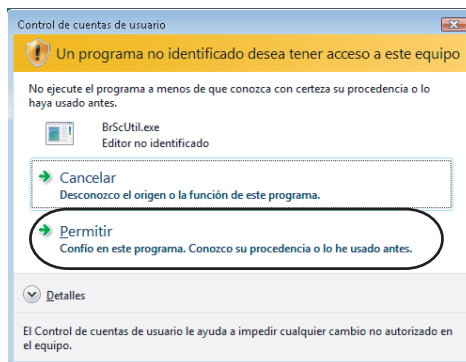 Control de cuentas de usuario
Un programa no identificado desea tener acceso a este equipo
No ejecute el programa a menos de que conozca con certeza su procedencia o lo
haya usado antes.
BrScUtil.exe
Editor no identificado
Cancelar
Desconozco el origen o la función de este programa.
Permitir
Confío en este programa. Conozco su procedencia o lo he usado antes.
Detalles
El Control de cuentas de usuario le ayuda a impedir cualquier cambio no autorizado en
el equipo.